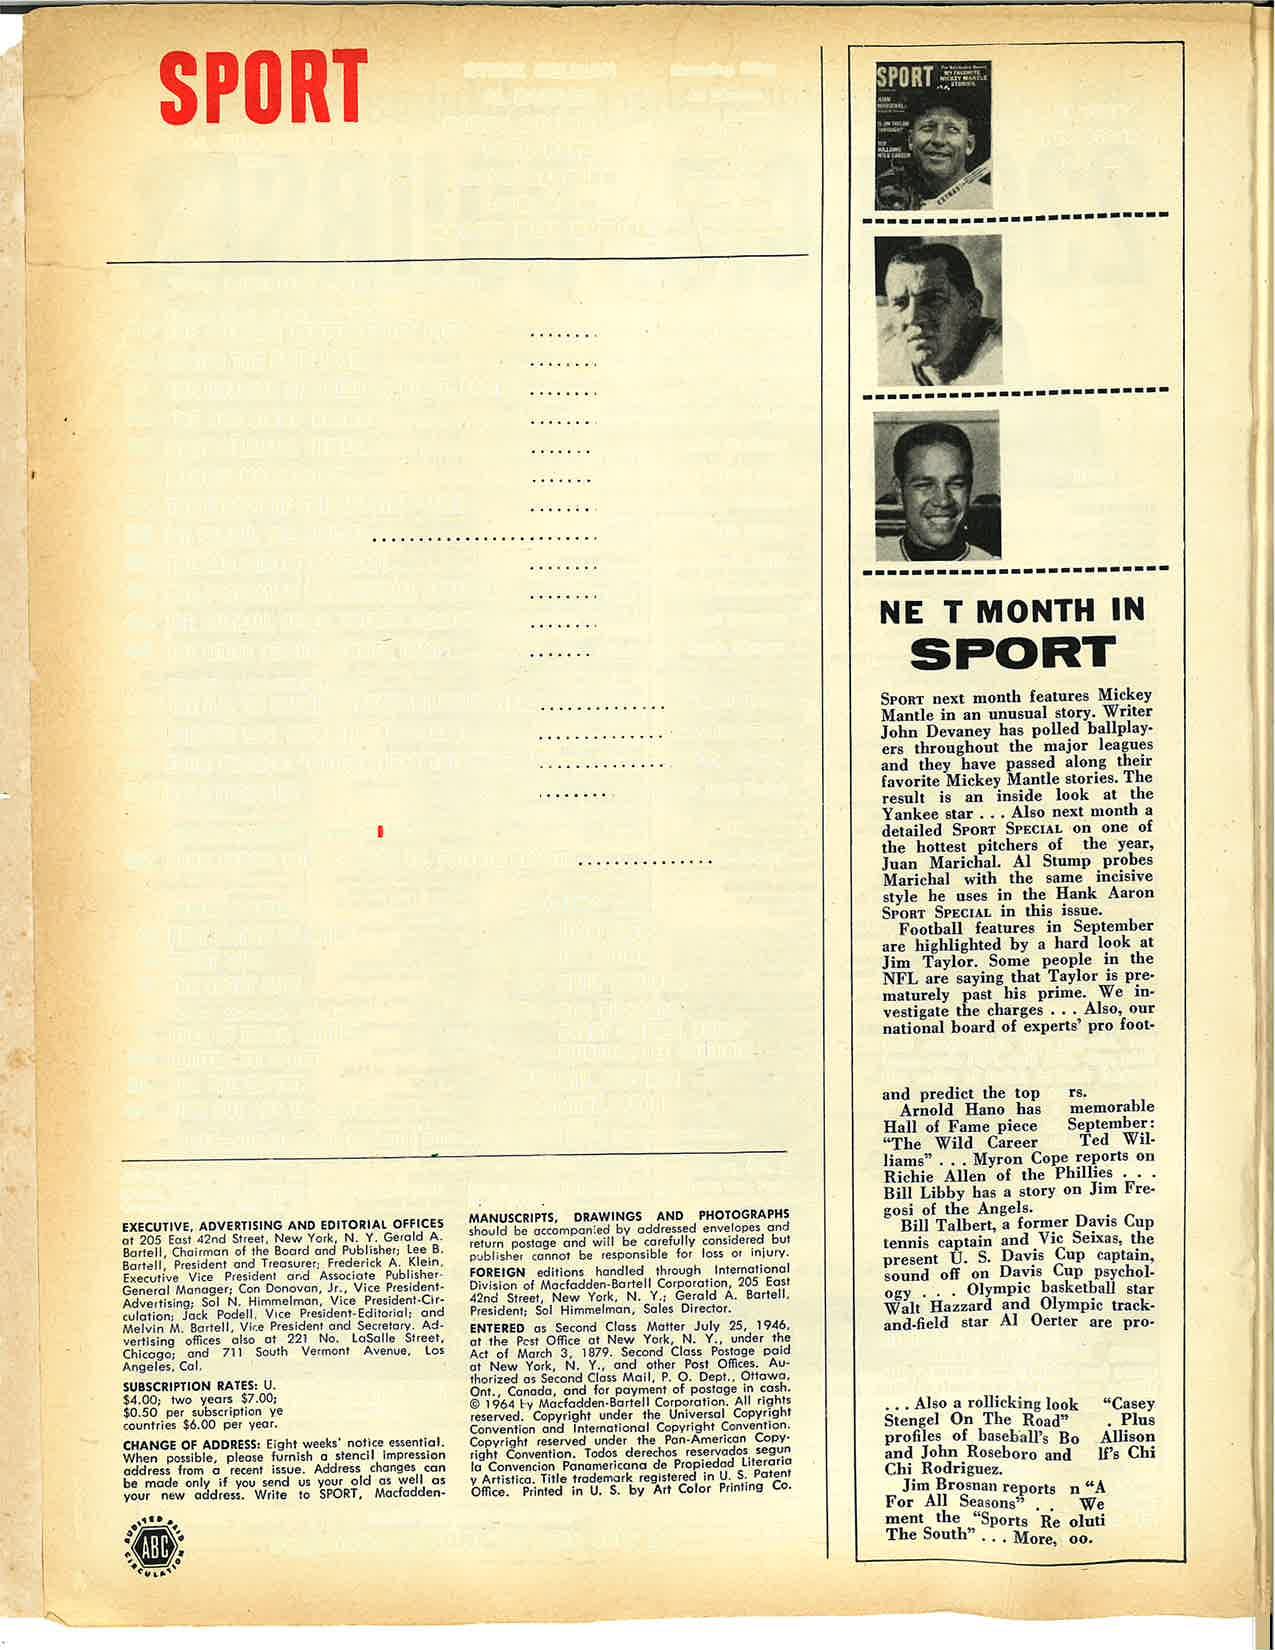 SPORT
EXECUTIVE, ADVERTISING AND EDITORIAL OFFICES
at 205 East 42nd Street, New York, N. Y. Gerald A.
Bartell, Chairman of the Board and Publisher; Lee B.
Bartell, President and Treasurer; Frederick A. Klein,
Executive Vice President and Associate Publisher-
General Manager; Con Donovan, Jr., Vice President-
Advertising; Sol N. Himmelman, Vice President-Cir-
culation; Jack Podell, Vice President-Editorial; and
Melvin M. Bartell, Vice President and Secretary. Ad-
vertising offices also at 221 No. LaSalle Street,
Chicago; and 711 South Vermont Avenue, Los
Angeles, Cal.
SUBSCRIPTION RATES: U.
$4.00; two years $7.00;
$0.50 per subscription ye
countries $6.00 per year.
CHANGE OF ADDRESS: Eight weeks' notice essential.
When possible, please furnish a stencil impression
address from a recent issue. Address changes can
be made only if you send us your old as well as
your new address. Write to SPORT, Macfadden-
AUDITED PAID
ABC
CIRCULATION
MANUSCRIPTS, DRAWINGS AND PHOTOGRAPHS
should be accompanied by addressed envelopes and
return postage and will be carefully considered but
publisher cannot be responsible for loss or injury.
FOREIGN editions handled through International
Division of Macfadden-Bartell Corporation, 205 East
42nd Street, New York, N. Y.; Gerald A. Bartell,
President; Sol Himmelman, Sales Director.
ENTERED as Second Class Matter July 25, 1946,
at the Post Office at New York, N. Y., under the
Act of March 3, 1879. Second Class Postage paid
at New York, N. Y., and other Post Offices. Au-
thorized as Second Class Mail, P. O. Dept., Ottawa,
Ont., Canada, and for payment of postage in cash.
© 1964 by Macfadden-Bartell Corporation. All rights
reserved. Copyright under the Universal Copyright
Convention and International Copyright Convention.
Copyright reserved under the Pan-American Copy-
right Convention. Todos derechos reservados segun
la Convencion Panamericana de Propiedad Literaria
y Artistica. Title trademark registered in U. S. Patent
Office. Printed in U. S. by Art Color Printing Co.
SPORT
MY FAVORITE
MICKEY MANTLE
STORIES
JUAN
MARICHAL
TED
WILLIAMS
WILD CAREER
NE T MONTH IN
SPORT
SPORT next month features Mickey
Mantle in an unusual story. Writer
John Devaney has polled ballplay-
ers throughout the major leagues
and they have passed along their
favorite Mickey Mantle stories. The
result is an inside look at the
Yankee star . . . Also next month a
detailed SPORT SPECIAL on one of
the hottest pitchers of the year,
Juan Marichal. Al Stump probes
Marichal with the same incisive
style he uses in the Hank Aaron
SPORT SPECIAL in this issue.
Football features in September
are highlighted by a hard look at
Jim Taylor. Some people in the
NFL are saying that Taylor is pre-
maturely past his prime. We in-
vestigate the charges . . . Also, our
national board of experts' pro foot-
and predict the top rs.
Arnold Hano has memorable
Hall of Fame piece September:
"The Wild Career Ted Wil-
liams" . . . Myron Cope reports on
Richie Allen of the Phillies . . .
Bill Libby has a story on Jim Fre-
gosi of the Angels.
Bill Talbert, a former Davis Cup
tennis captain and Vic Seixas, the
present U. S. Davis Cup captain,
sound off on Davis Cup psychol-
ogy . . . Olympic basketball star
Walt Hazzard and Olympic track-
and-field star Al Oerter are pro-
. . . Also a rollicking look "Casey
Stengel On The Road" . Plus
profiles of baseball's Bo Allison
and John Roseboro and lf's Chi
Chi Rodriguez.
Jim Brosnan reports n "A
For All Seasons" . . We
ment the "Sports Re oluti
The South" . . . More, oo.